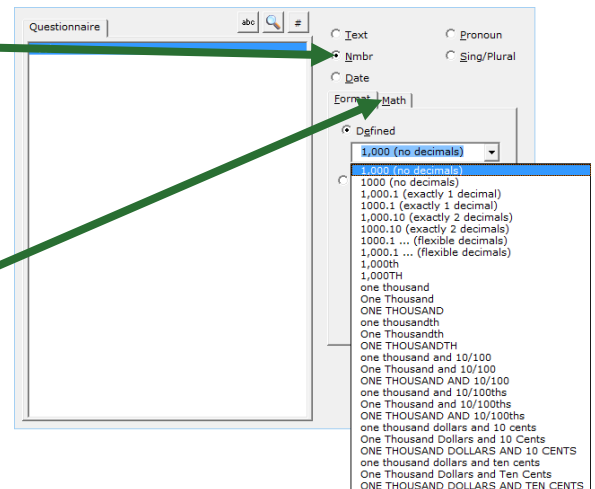 Questionnaire
abc #
Text Pronoun
Nmbr Sing/Plural
Date
Format Math
Defined
1,000 (no decimals)
1,000 (no decimals)
1000 (no decimals)
1,000.1 (exactly 1 decimal)
1000.1 (exactly 1 decimal)
1,000.10 (exactly 2 decimals)
1000.10 (exactly 2 decimals)
1000.1 ... (flexible decimals)
1,000.1 ... (flexible decimals)
1,000th
1,000TH
one thousand
One Thousand
ONE THOUSAND
one thousandth
One Thousandth
ONE THOUSANDTH
one thousand and 10/100
One Thousand and 10/100
ONE THOUSAND AND 10/100
one thousand and 10/100ths
One Thousand and 10/100ths
ONE THOUSAND AND 10/100ths
one thousand dollars and 10 cents
One Thousand Dollars and 10 Cents
ONE THOUSAND DOLLARS AND 10 CENTS
one thousand dollars and ten cents
One Thousand Dollars and Ten Cents
ONE THOUSAND DOLLARS AND TEN CENTS